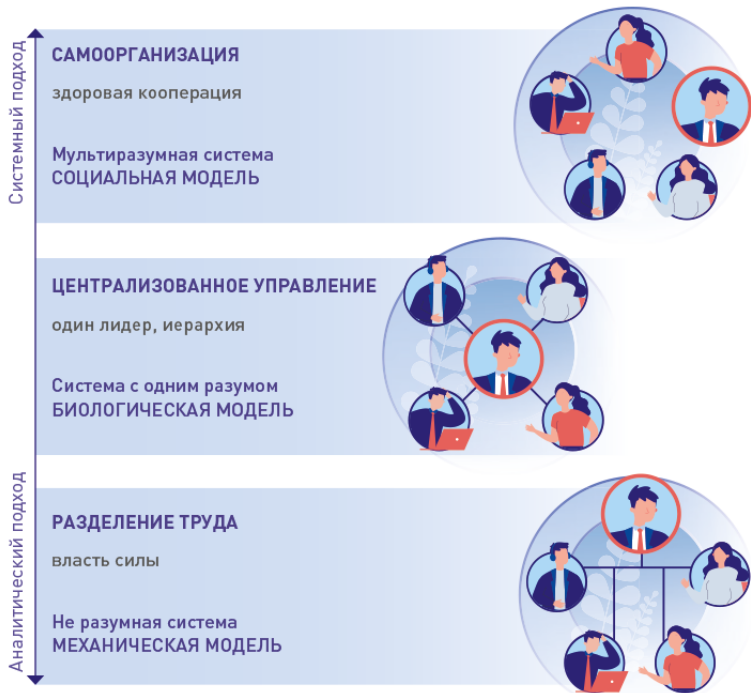 Системный подход
САМООРГАНИЗАЦИЯ
здоровая кооперация
Мультиразумная система
СОЦИАЛЬНАЯ МОДЕЛЬ
ЦЕНТРАЛИЗОВАННОЕ УПРАВЛЕНИЕ
один лидер, иерархия
Система с одним разумом
БИОЛОГИЧЕСКАЯ МОДЕЛЬ
Аналитический подход
РАЗДЕЛЕНИЕ ТРУДА
власть силы
Не разумная система
МЕХАНИЧЕСКАЯ МОДЕЛЬ